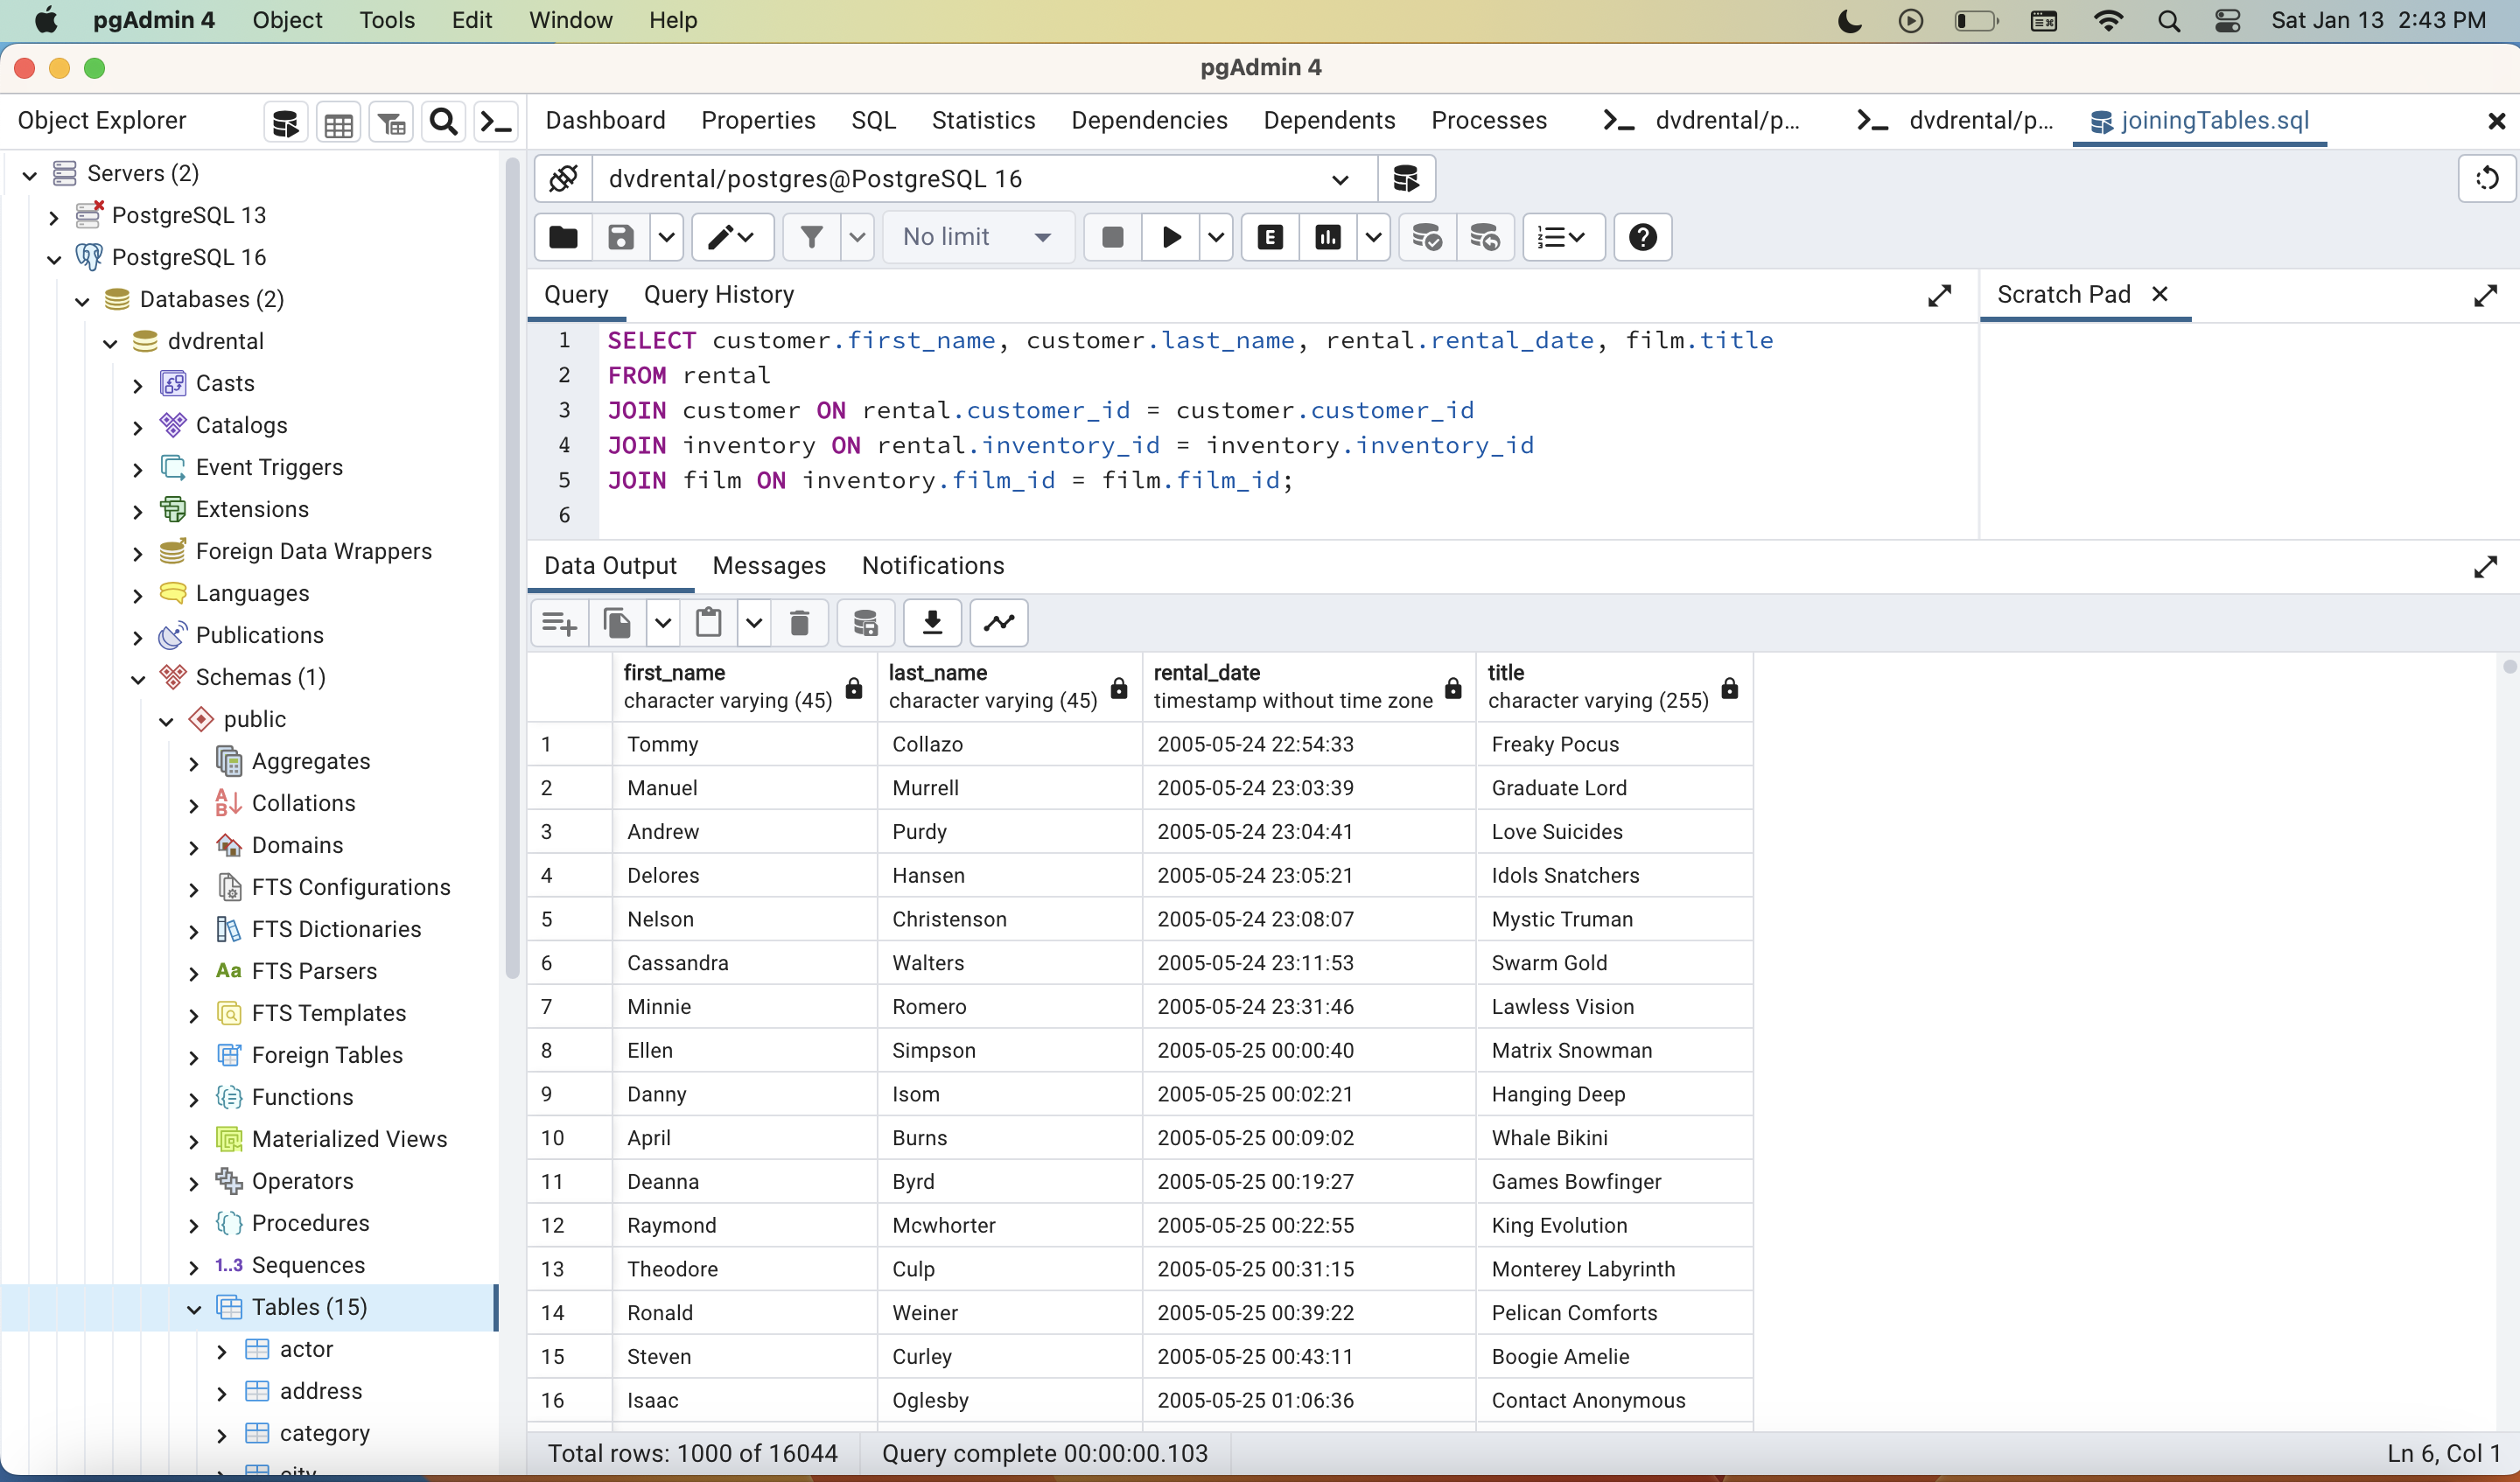 pgAdmin 4 Object Tools Edit Window Help Sat Jan 13 2:43 PM
pgAdmin 4
Object Explorer
Servers (2)
PostgreSQL 13
PostgreSQL 16
Databases (2)
dvdrental
Casts
Catalogs
Event Triggers
Extensions
Foreign Data Wrappers
Languages
Publications
Schemas (1)
public
Aggregates
Collations
Domains
FTS Configurations
FTS Dictionaries
Aa FTS Parsers
FTS Templates
Foreign Tables
Functions
Materialized Views
Operators
Procedures
1..3 Sequences
Tables (15)
actor
address
category
city
Dashboard Properties SQL Statistics Dependencies Dependents Processes dvdrental/p... dvdrental/p... joiningTables.sql
dvdrental/postgres@PostgreSQL 16
No limit E
Query Query History Scratch Pad
1 SELECT customer.first_name, customer.last_name, rental.rental_date, film.title
2 FROM rental
3 JOIN customer ON rental.customer_id = customer.customer_id
4 JOIN inventory ON rental.inventory_id = inventory.inventory_id
5 JOIN film ON inventory.film_id = film.film_id;
6
Data Output Messages Notifications
first_name last_name rental_date title
character varying (45) character varying (45) timestamp without time zone character varying (255)
1 Tommy Collazo 2005-05-24 22:54:33 Freaky Pocus
2 Manuel Murrell 2005-05-24 23:03:39 Graduate Lord
3 Andrew Purdy 2005-05-24 23:04:41 Love Suicides
4 Delores Hansen 2005-05-24 23:05:21 Idols Snatchers
5 Nelson Christenson 2005-05-24 23:08:07 Mystic Truman
6 Cassandra Walters 2005-05-24 23:11:53 Swarm Gold
7 Minnie Romero 2005-05-24 23:31:46 Lawless Vision
8 Ellen Simpson 2005-05-25 00:00:40 Matrix Snowman
9 Danny Isom 2005-05-25 00:02:21 Hanging Deep
10 April Burns 2005-05-25 00:09:02 Whale Bikini
11 Deanna Byrd 2005-05-25 00:19:27 Games Bowfinger
12 Raymond Mcwhorter 2005-05-25 00:22:55 King Evolution
13 Theodore Culp 2005-05-25 00:31:15 Monterey Labyrinth
14 Ronald Weiner 2005-05-25 00:39:22 Pelican Comforts
15 Steven Curley 2005-05-25 00:43:11 Boogie Amelie
16 Isaac Oglesby 2005-05-25 01:06:36 Contact Anonymous
Total rows: 1000 of 16044 Query complete 00:00:00.103 Ln 6, Col 1